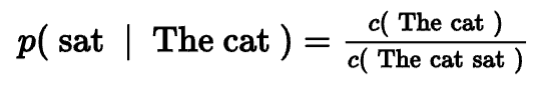 p( sat | The cat ) = c( The cat ) / c( The cat sat )